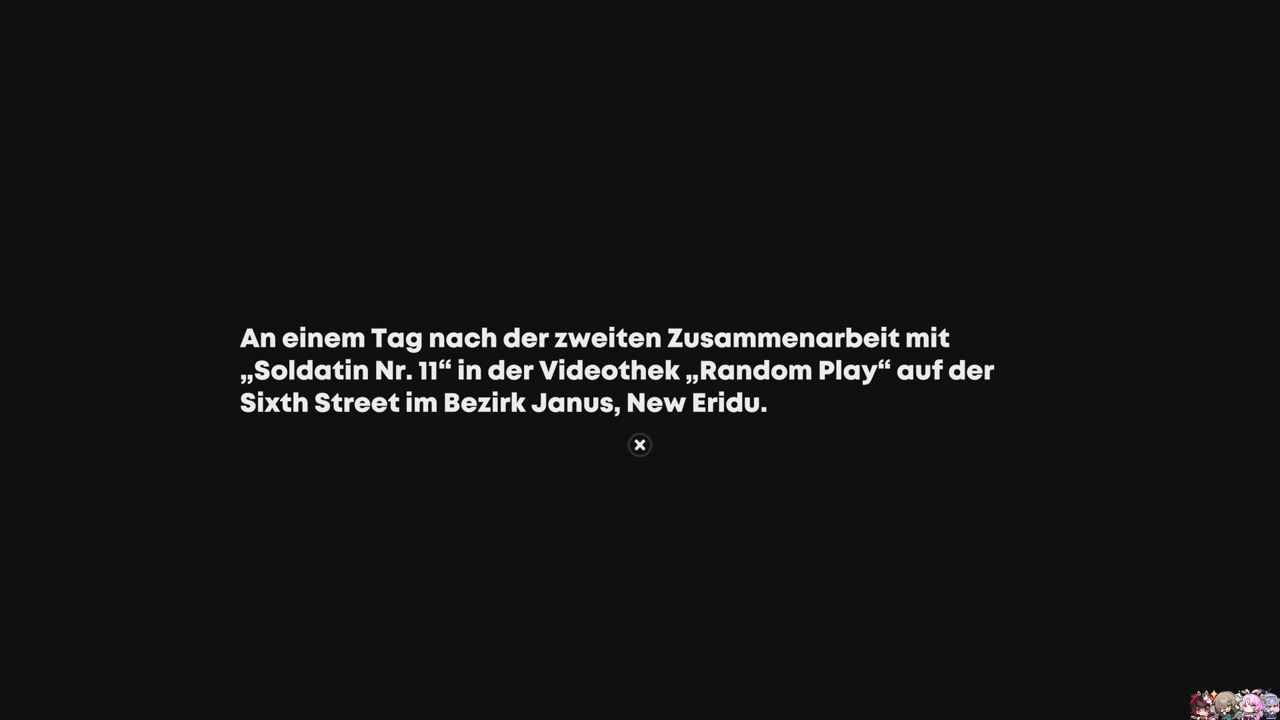 An einem Tag nach der zweiten Zusammenarbeit mit
„Soldatin Nr. 11“ in der Videothek „Random Play“ auf der
Sixth Street im Bezirk Janus, New Eridu.